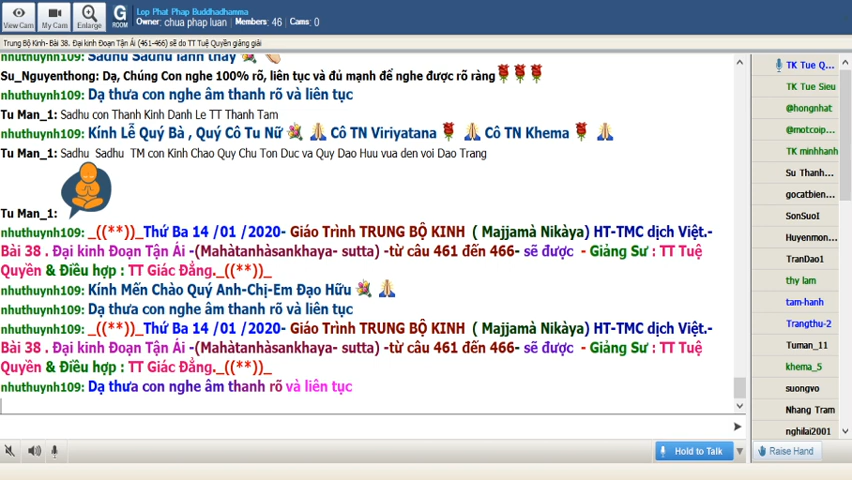 Lop Phat Phap Buddhadhamma
Owner: chua phap luan | Members: 46 | Cams: 0
View Cam
My Cam
Enlarge
G
ROOM
Trung Bộ Kinh- Bài 38. Đại kinh Đoạn Tận Ái (461-466) sẽ do TT Tuệ Quyền giảng giải
nhuthuynh109: Sadhu Sadhu lành thay
Su_Nguyenthong: Dạ, Chúng Con nghe 100% rõ, liên tục và đủ mạnh để nghe được rõ ràng
nhuthuynh109: Dạ thưa con nghe âm thanh rõ và liên tục
Tu Man_1: Sadhu con Thanh Kinh Danh Le TT Thanh Tam
nhuthuynh109: Kính Lễ Quý Bà , Quý Cô Tu Nữ Cô TN Viriyatana Cô TN Khema
Tu Man_1: Sadhu Sadhu TM con Kinh Chao Quy Chu Ton Duc va Quy Dao Huu vua den voi Dao Trang
Tu Man_1:
nhuthuynh109: _((**))_Thứ Ba 14 /01 /2020- Giáo Trình TRUNG BỘ KINH ( Majjamà Nikàya) HT-TMC dịch Việt.-
Bài 38 . Đại kinh Đoạn Tận Ái -(Mahàtanhàsankhaya- sutta) -từ câu 461 đến 466- sẽ được - Giảng Sư : TT Tuệ
Quyền & Điều hợp : TT Giác Đẳng._((**))_
nhuthuynh109: Kính Mến Chào Quý Anh-Chị-Em Đạo Hữu
nhuthuynh109: Dạ thưa con nghe âm thanh rõ và liên tục
nhuthuynh109: _((**))_Thứ Ba 14 /01 /2020- Giáo Trình TRUNG BỘ KINH ( Majjamà Nikàya) HT-TMC dịch Việt.-
Bài 38 . Đại kinh Đoạn Tận Ái -(Mahàtanhàsankhaya- sutta) -từ câu 461 đến 466- sẽ được - Giảng Sư : TT Tuệ
Quyền & Điều hợp : TT Giác Đẳng._((**))_
nhuthuynh109: Dạ thưa con nghe âm thanh rõ và liên tục
TK Tue Q...
TK Tue Sieu
@hongnhat
@motcoip...
TK minhhanh
Su Thanh...
gocatbien...
SonSuoI
Huyenmon...
TranDao1
thy lam
tam-hanh
Trangthu-2
Tuman_11
khema_5
suongvo
Nhang Tram
nghilai2001
Hold to Talk
Raise Hand